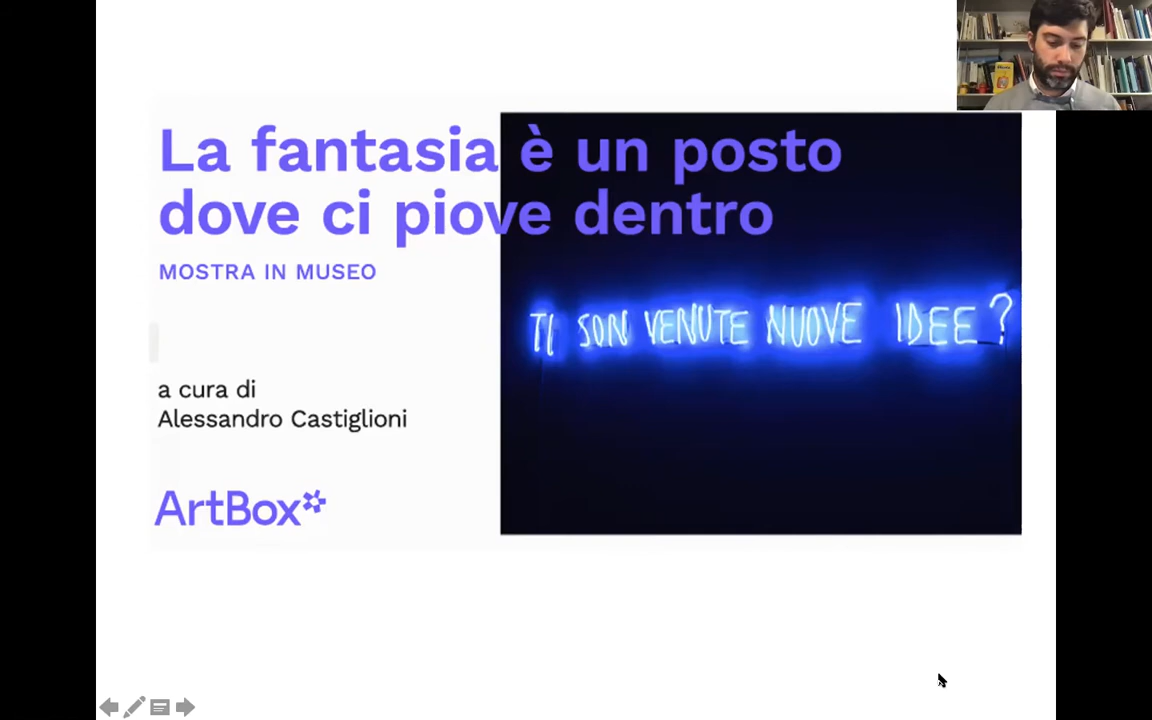 La fantasia è un posto
dove ci piove dentro
MOSTRA IN MUSEO
TI SON VENUTE NUOVE IDEE?
a cura di
Alessandro Castiglioni
ArtBox*